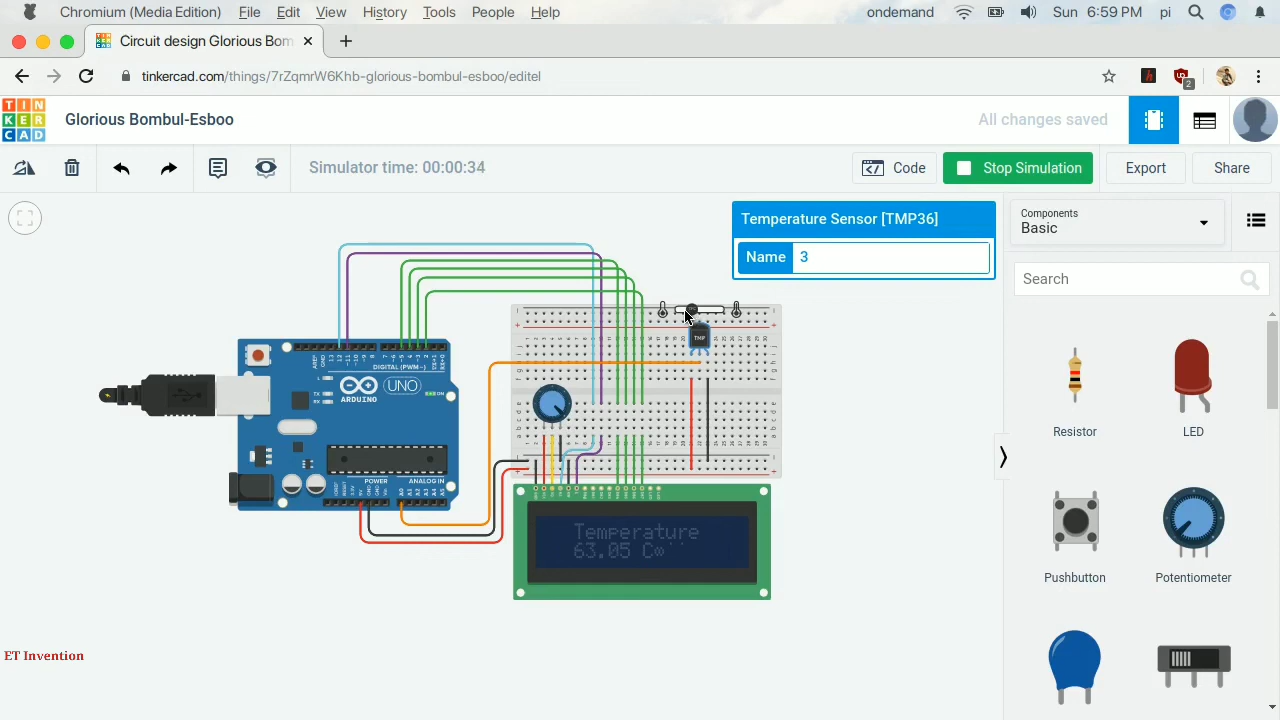 Chromium (Media Edition) File Edit View History Tools People Help ondemand Sun 6:59 PM pi
Circuit design Glorious Bom
tinkercad.com/things/7rZqmrW6Khb-glorious-bombul-esboo/editel
2
TIN
KER
CAD
Glorious Bombul-Esboo
All changes saved
Simulator time: 00:00:34
Code
Stop Simulation
Export
Share
Temperature Sensor [TMP36]
Name 3
Components
Basic
Search
TMP
DIGITAL (PWM~)
UNO
ARDUINO
POWER
ANALOG IN
Temperature
63.05 C
Resistor
LED
Pushbutton
Potentiometer
ET Invention